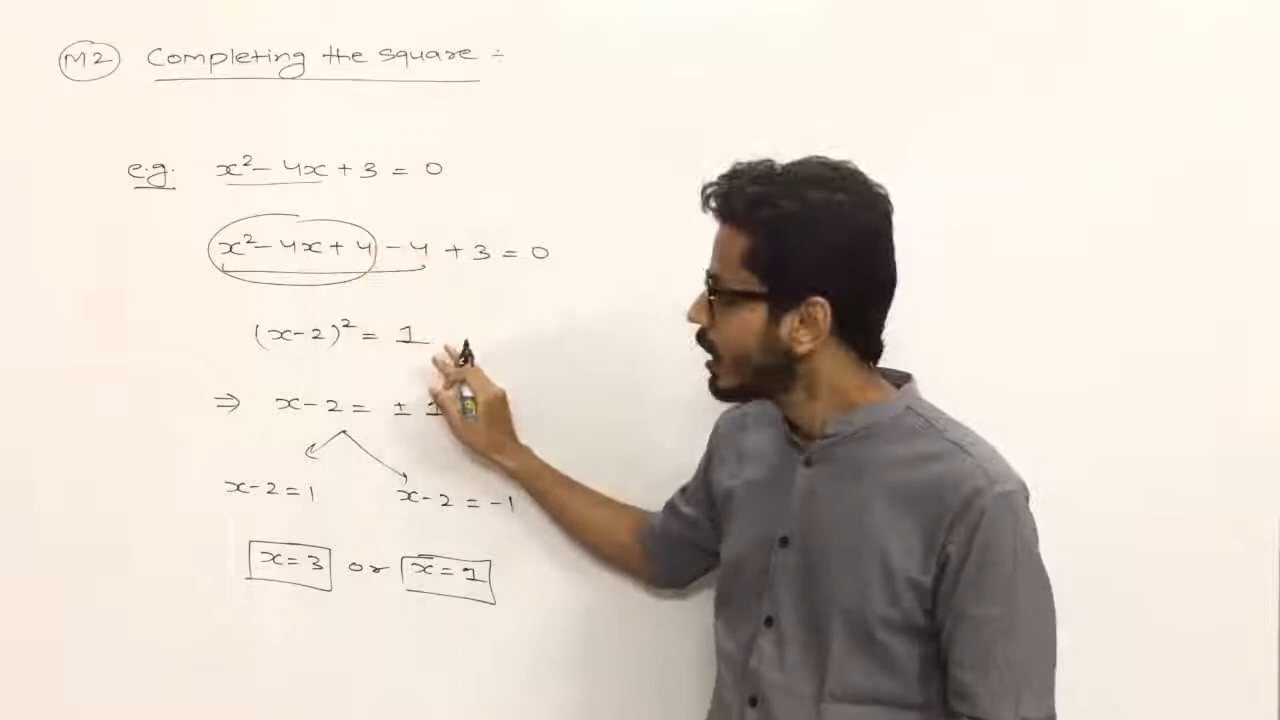 M2 Completing the square ÷
e.g. x² - 4x + 3 = 0
x² - 4x + 4 - 4 + 3 = 0
(x-2)² = 1
⇒ x-2 = ± 1
x-2 = 1 x-2 = -1
x = 3 or x = 1